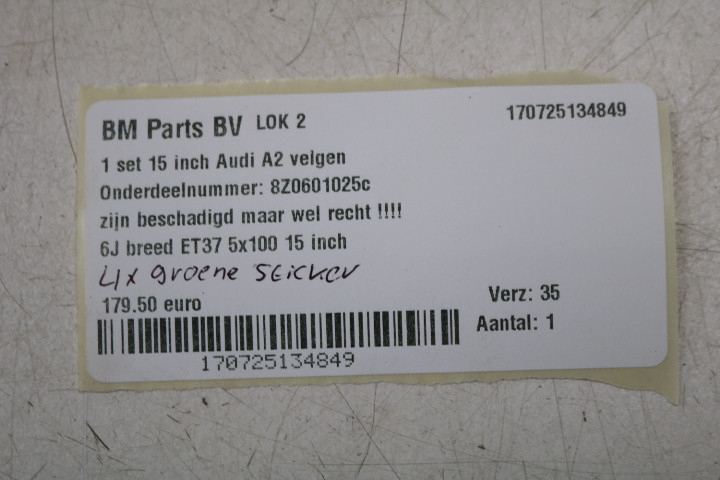 BM Parts BV LOK 2 170725134849
1 set 15 inch Audi A2 velgen
Onderdeelnummer: 8Z0601025c
zijn beschadigd maar wel recht !!!!
6J breed ET37 5x100 15 inch
4x groene sticker
179.50 euro Verz: 35
Aantal: 1
170725134849